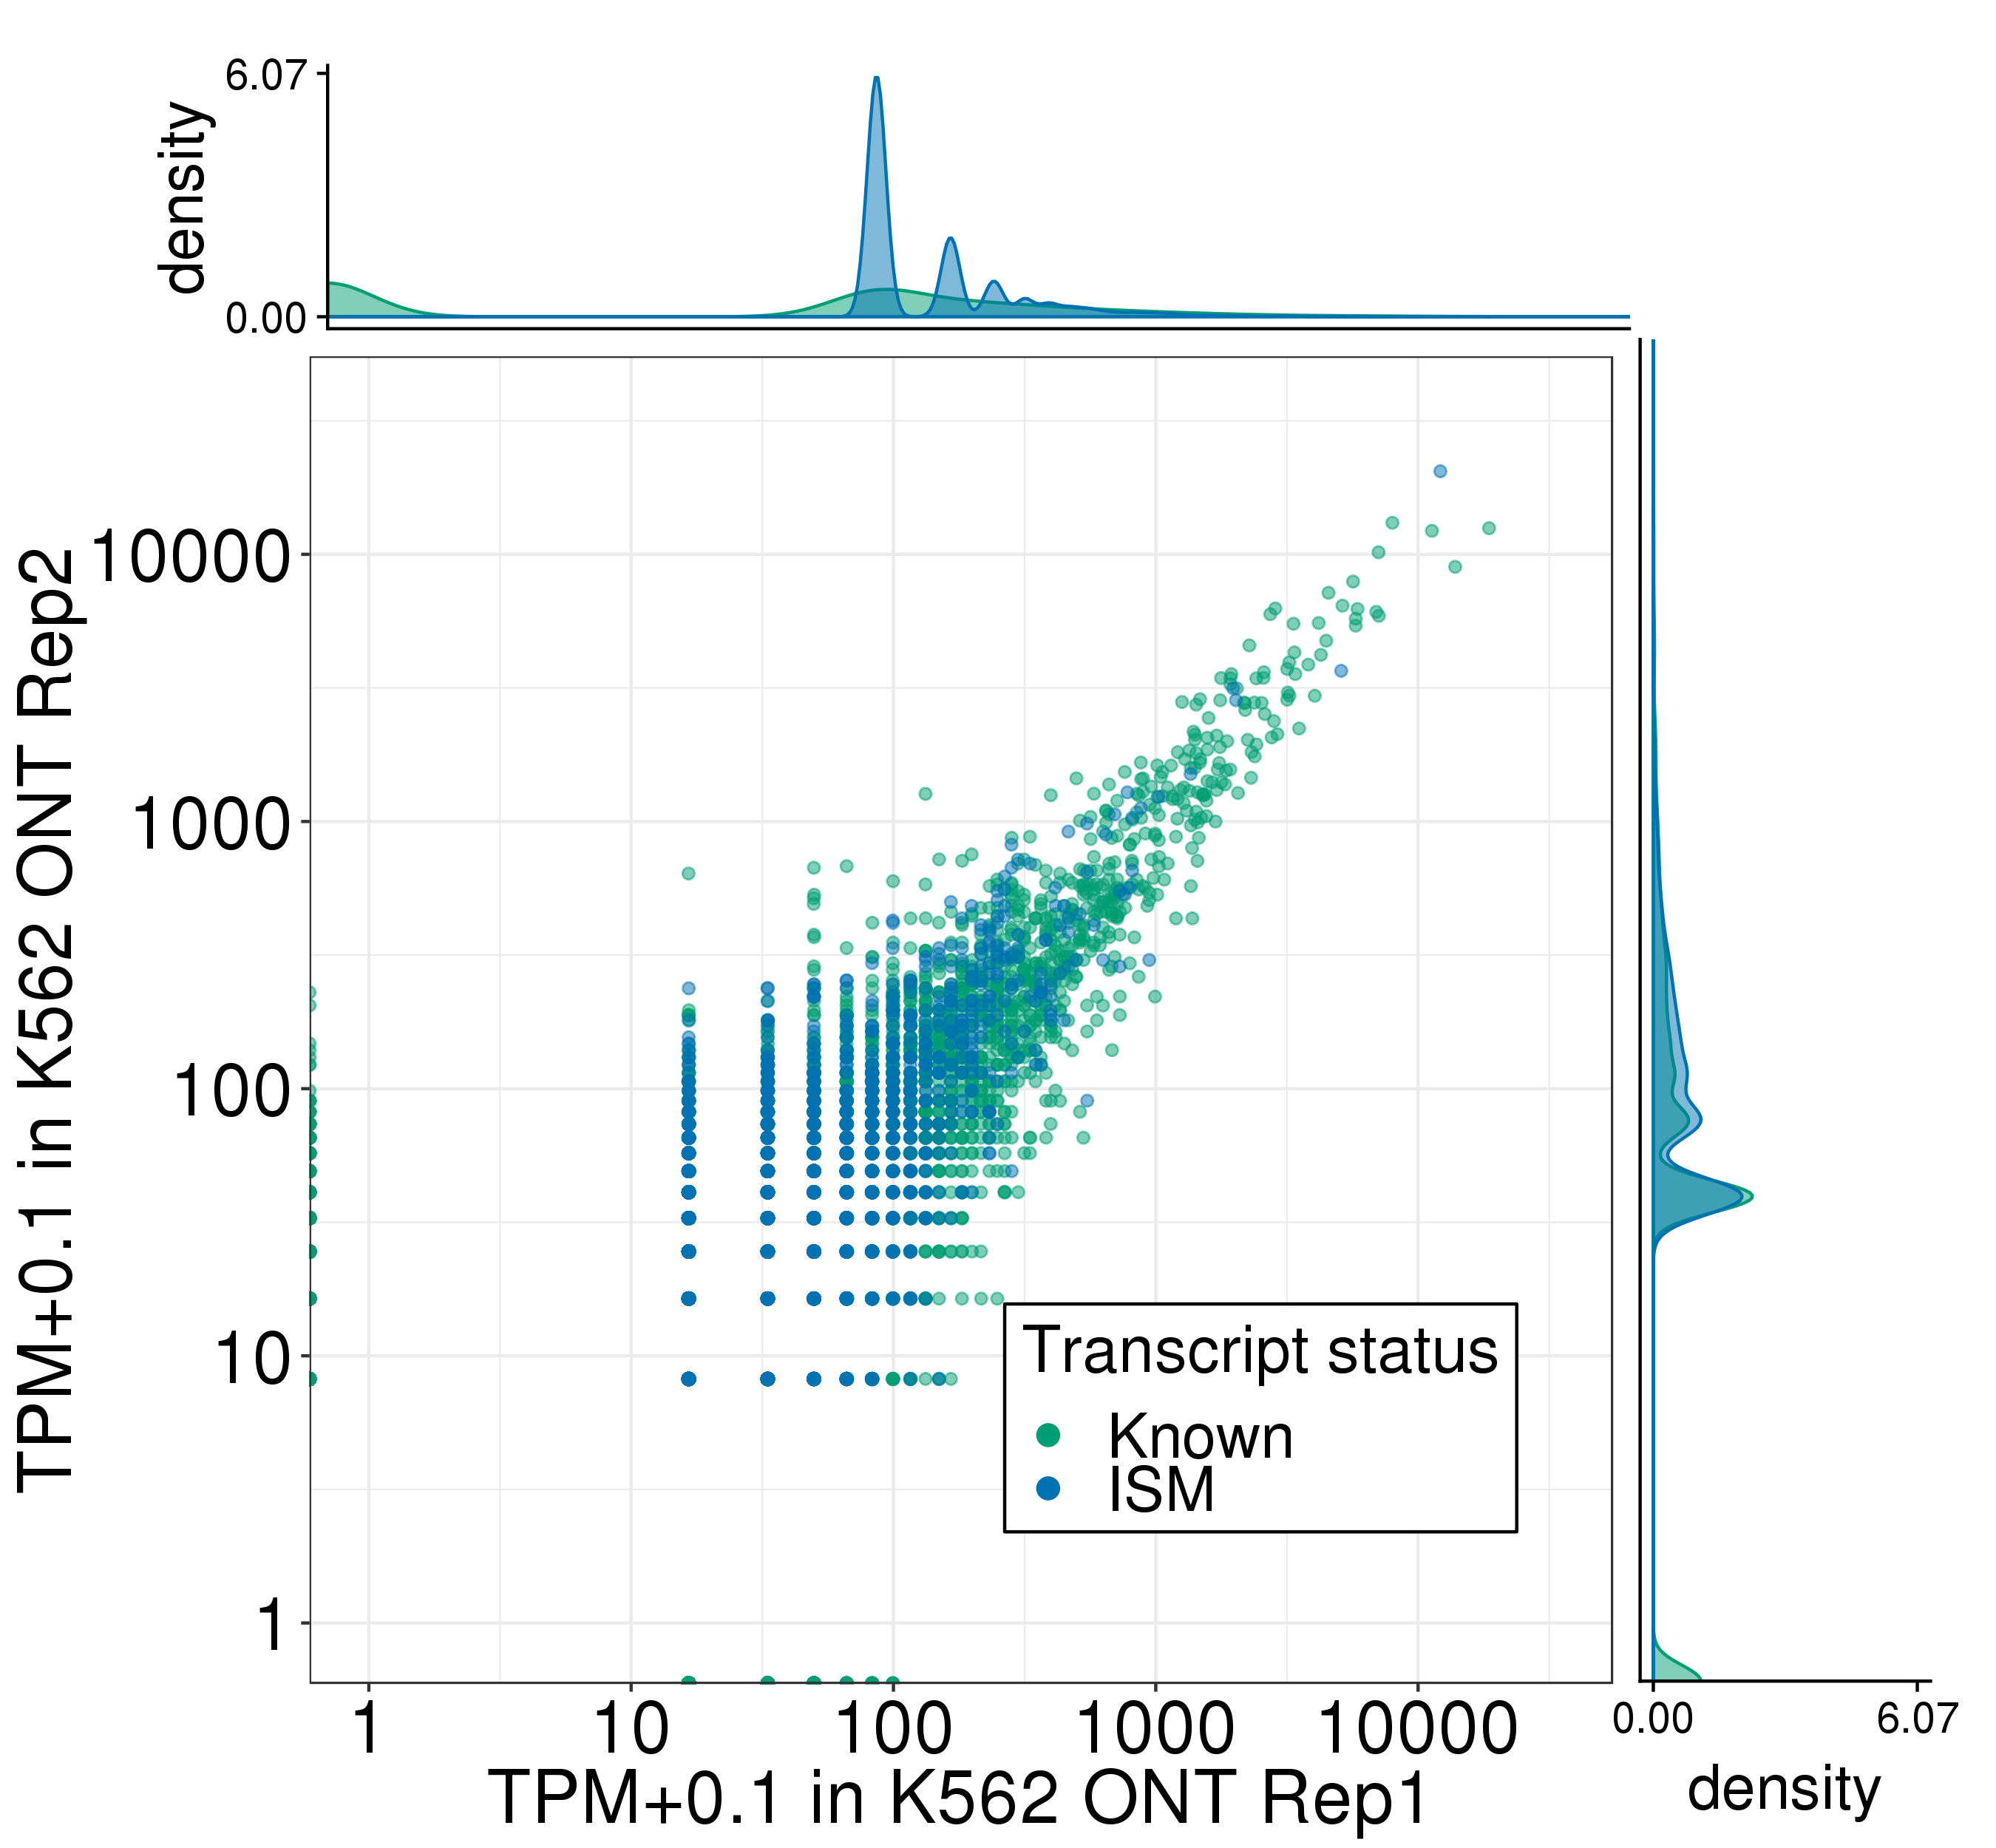 6.07
0.00
density
10000
1000
100
10
1
TPM+0.1 in K562 ONT Rep2
Transcript status
Known
ISM
1
10
100
1000
10000
TPM+0.1 in K562 ONT Rep1
0.00
6.07
density